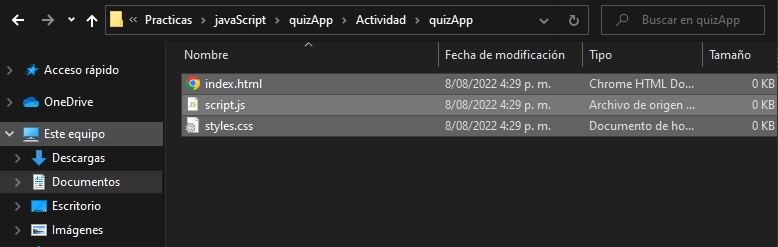 « Practicas > javaScript > quizApp > Actividad > quizApp
Buscar en quizApp
Nombre Fecha de modificación Tipo Tamaño
Acceso rápido
OneDrive
Este equipo
Descargas
Documentos
Escritorio
Imágenes
index.html 8/08/2022 4:29 p. m. Chrome HTML Do... 0 KB
script.js 8/08/2022 4:29 p. m. Archivo de origen ... 0 KB
styles.css 8/08/2022 4:29 p. m. Documento de ho... 0 KB